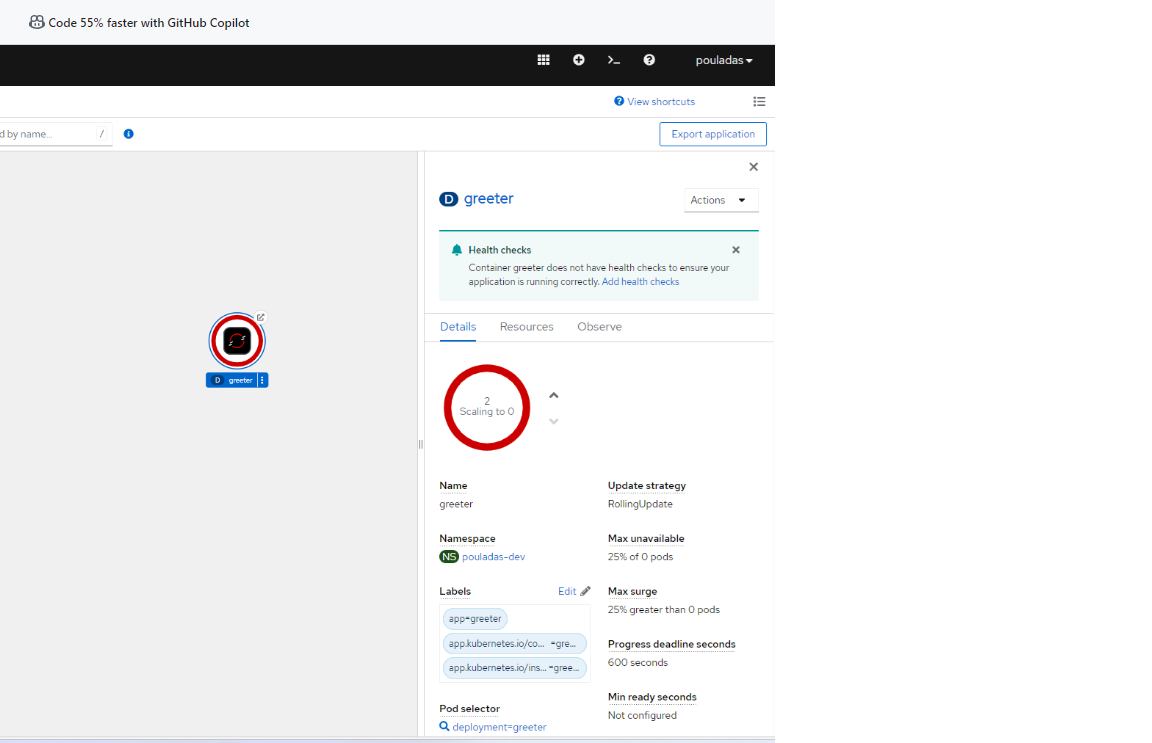 Code 55% faster with GitHub Copilot
pouladas
View shortcuts
d by name...
/
Export application
D greeter
Actions
Health checks
Container greeter does not have health checks to ensure your
application is running correctly. Add health checks
Details Resources Observe
D greeter
2
Scaling to 0
Name
greeter
Update strategy
RollingUpdate
Namespace
NS pouladas-dev
Max unavailable
25% of 0 pods
Labels
Edit
app=greeter
app.kubernetes.io/co... =gre...
app.kubernetes.io/ins... =gree...
Max surge
25% greater than 0 pods
Progress deadline seconds
600 seconds
Pod selector
deployment=greeter
Min ready seconds
Not configured